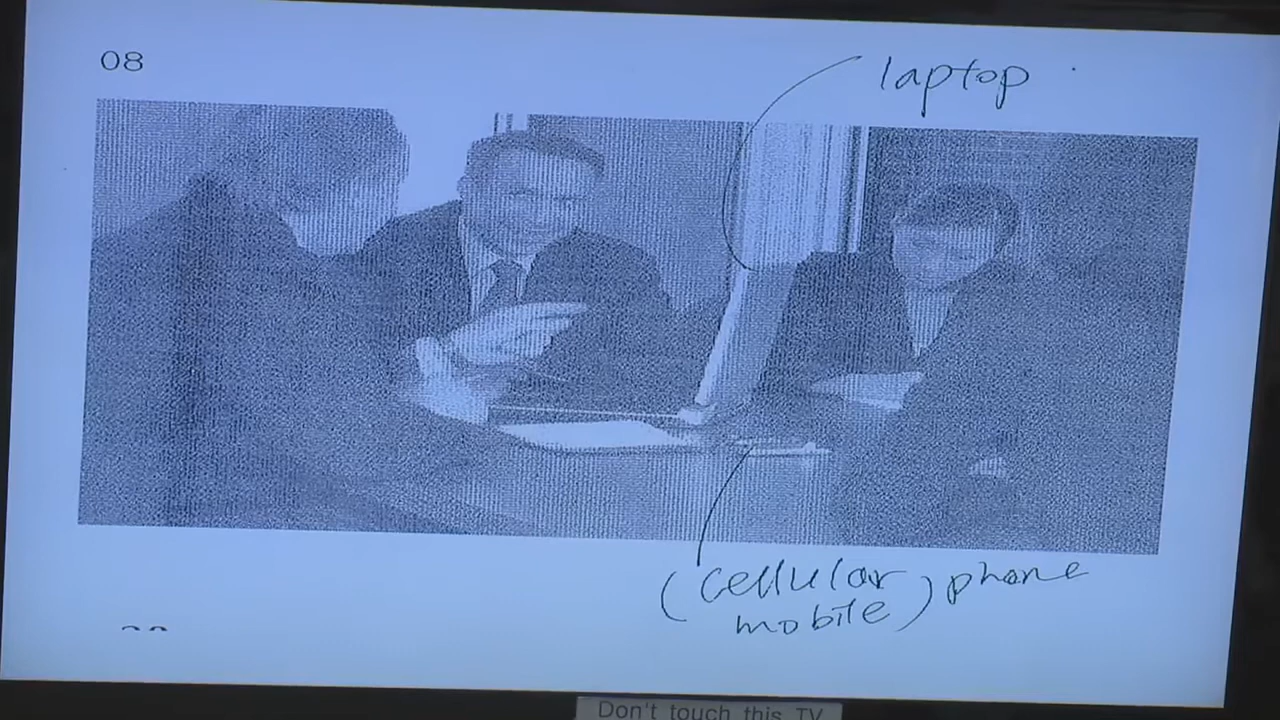 08
laptop
(cellular) phone
mobile
Don't touch this TV